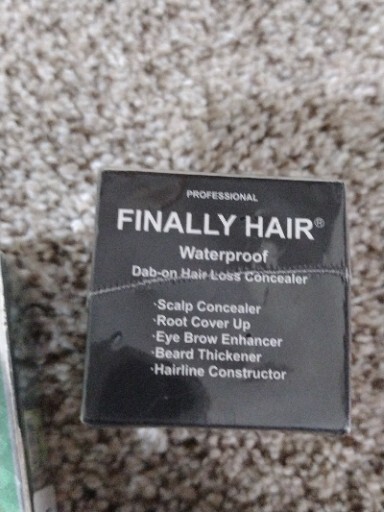 PROFESSIONAL
FINALLY HAIR®
Waterproof
Dab-on Hair Loss Concealer
·Scalp Concealer
·Root Cover Up
·Eye Brow Enhancer
·Beard Thickener
·Hairline Constructor